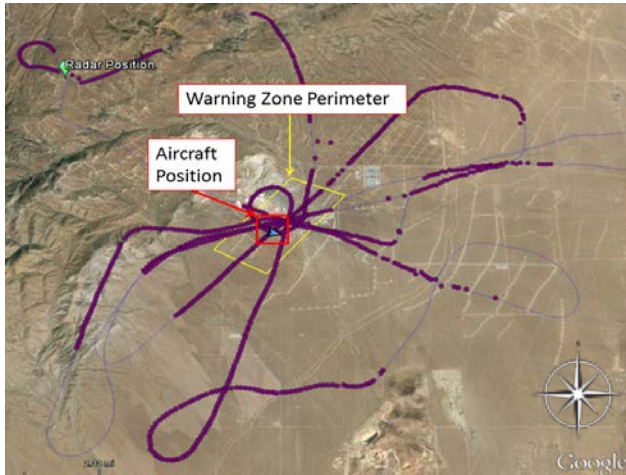 Radar Position
Warning Zone Perimeter
Aircraft
Position
Google